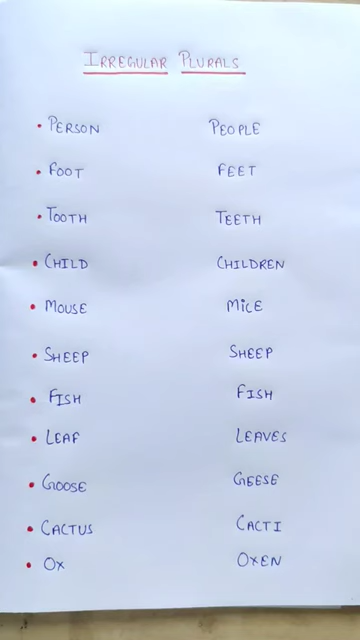 IRREGULAR PLURALS
• PERSON PEOPLE
• FOOT FEET
• TOOTH TEETH
• CHILD CHILDREN
• MOUSE MICE
• SHEEP SHEEP
• FISH FISH
• LEAF LEAVES
• GOOSE GEESE
• CACTUS CACTI
• OX OXEN